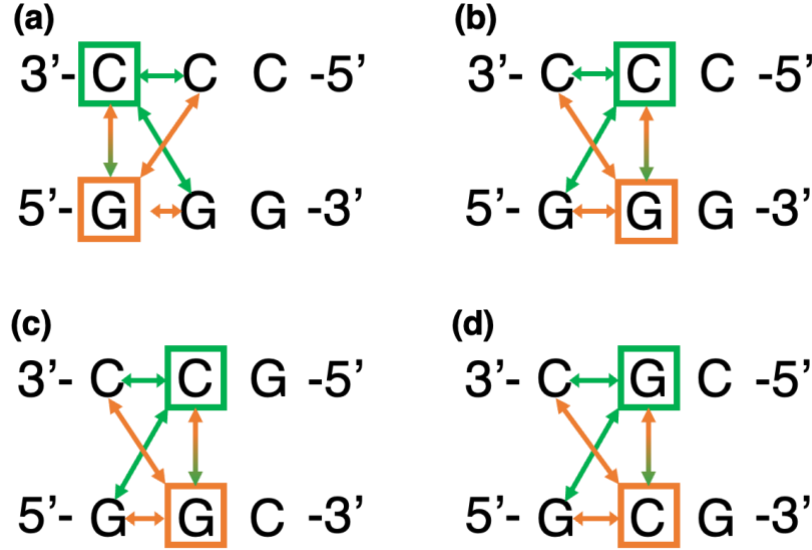 (a)
3’- C C C -5’
5’- G G G -3’
(b)
3’- C C C -5’
5’- G G G -3’
(c)
3’- C C G -5’
5’- G G C -3’
(d)
3’- C G C -5’
5’- G C G -3’